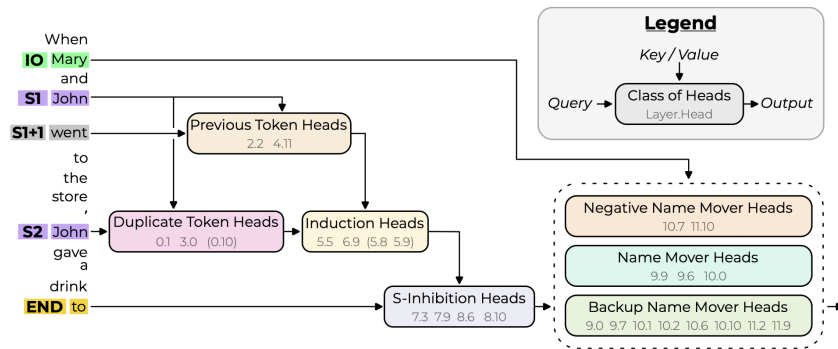 When
IO Mary
and
S1 John
S1+1 went
to
the
store
,
S2 John
gave
a
drink
END to
Previous Token Heads
2.2 4.11
Duplicate Token Heads
0.1 3.0 (0.10)
Induction Heads
5.5 6.9 (5.8 5.9)
S-Inhibition Heads
7.3 7.9 8.6 8.10
Legend
Key / Value
Query
Class of Heads
Layer.Head
Output
Negative Name Mover Heads
10.7 11.10
Name Mover Heads
9.9 9.6 10.0
Backup Name Mover Heads
9.0 9.7 10.1 10.2 10.6 10.10 11.2 11.9